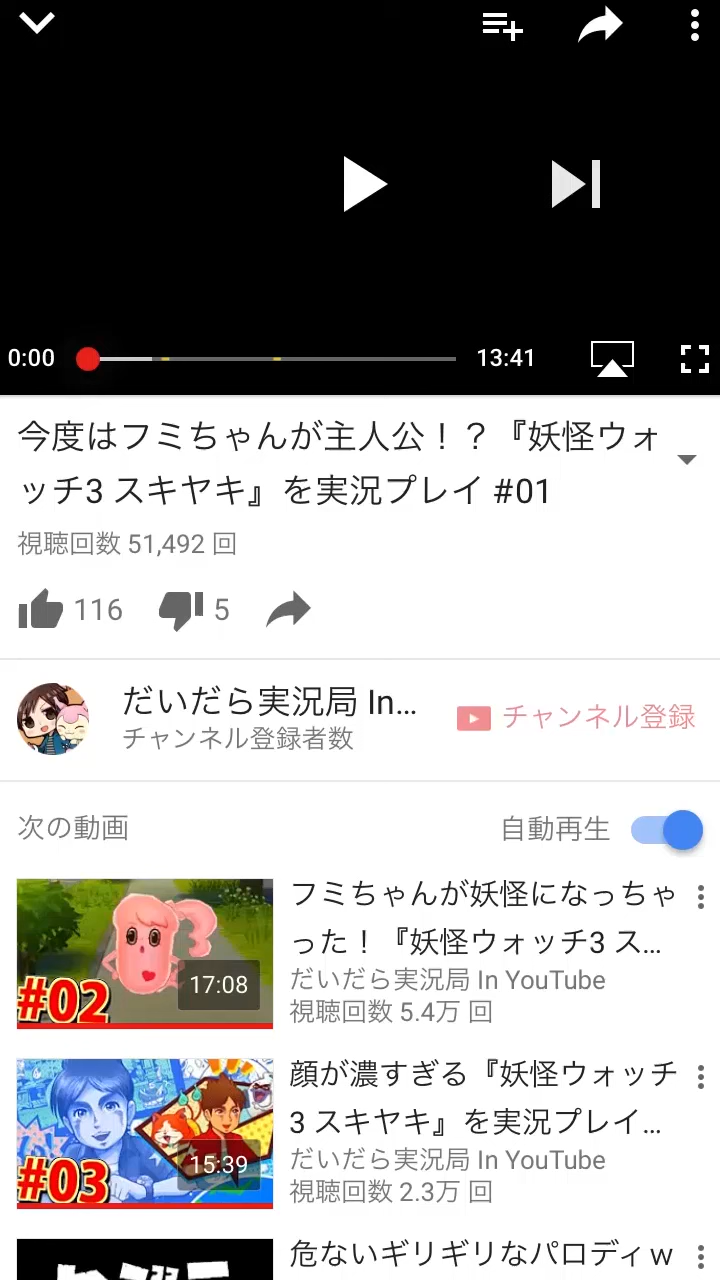 0:00
13:41
今度はフミちゃんが主人公！？『妖怪ウォ
ッチ3 スキヤキ』を実況プレイ #01
視聴回数 51,492 回
116
5
だいだら実況局 In...
チャンネル登録者数
チャンネル登録
次の動画
自動再生
#02
17:08
フミちゃんが妖怪になっちゃ
った！『妖怪ウォッチ3 ス...
だいだら実況局 In YouTube
視聴回数 5.4万 回
#03
15:39
顔が濃すぎる『妖怪ウォッチ
3 スキヤキ』を実況プレイ...
だいだら実況局 In YouTube
視聴回数 2.3万 回
危ないギリギリなパロディｗ